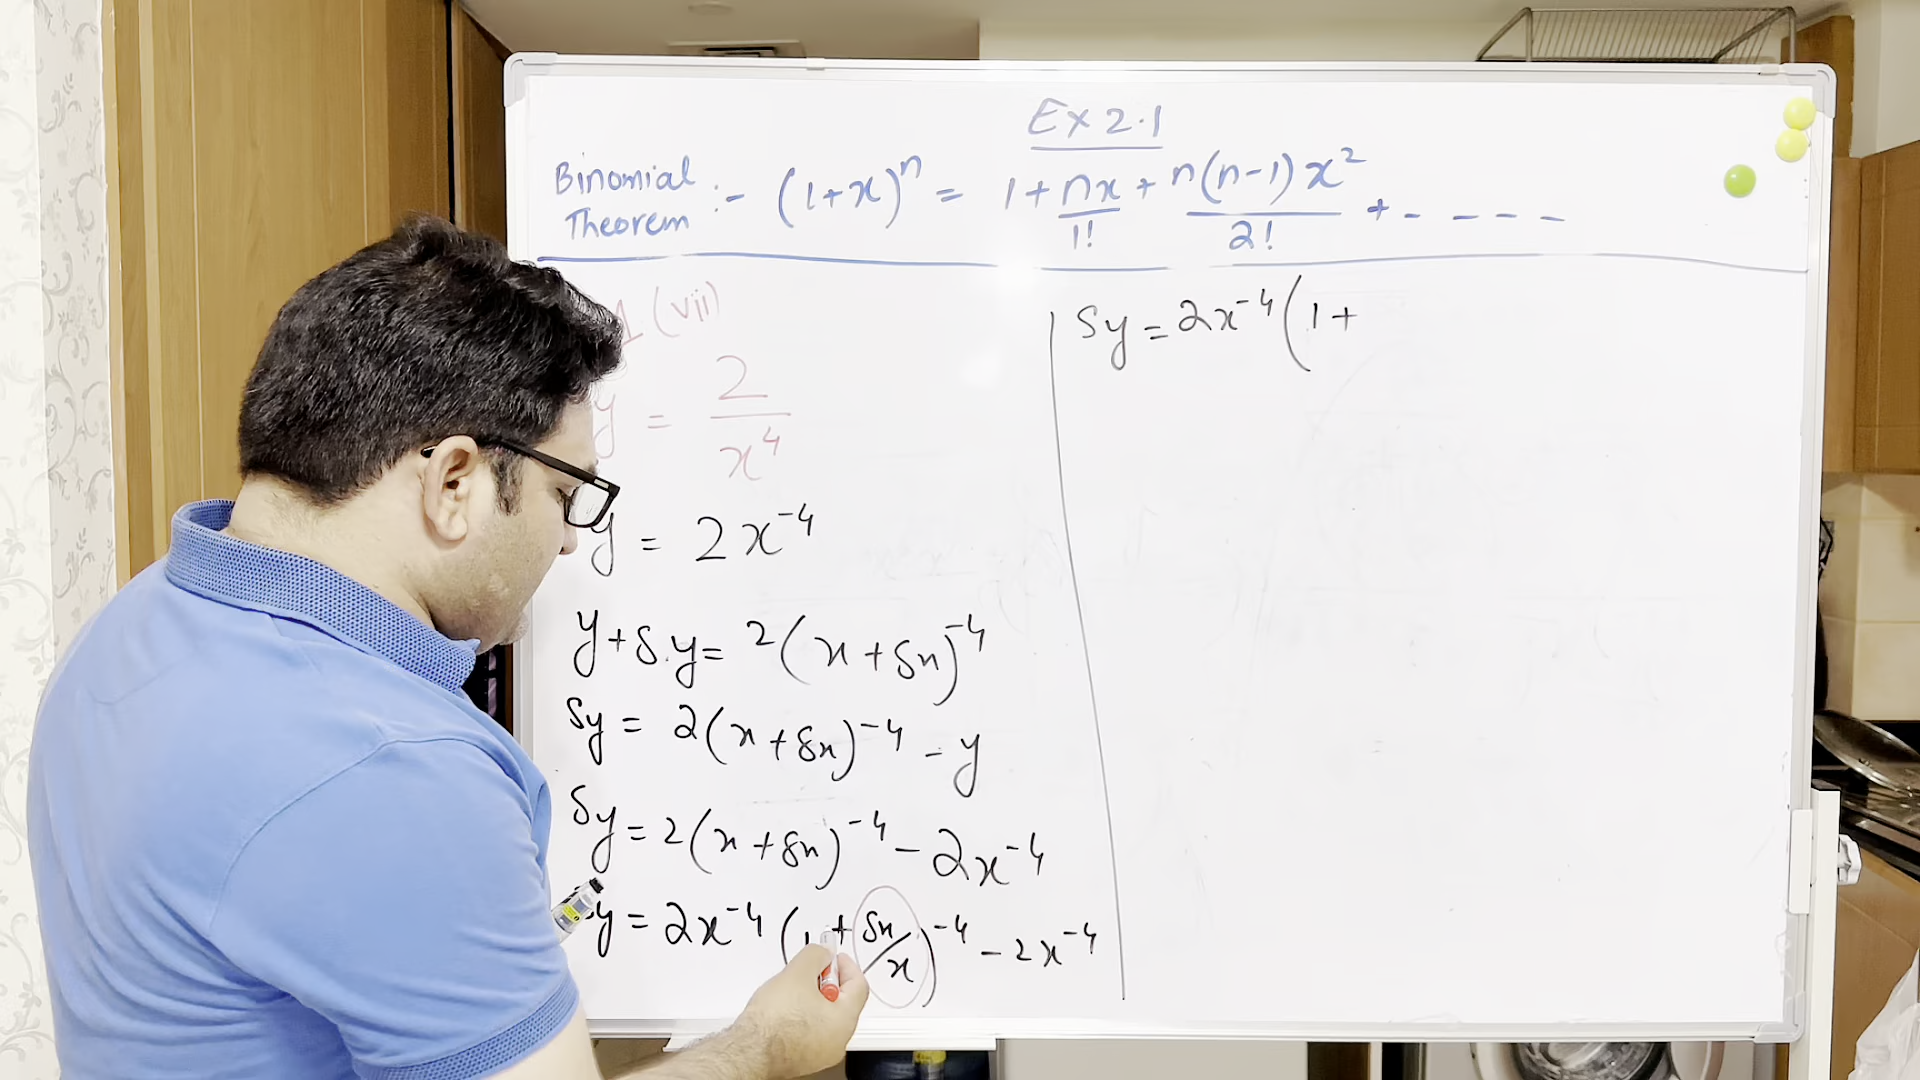 Ex 2.1
Binomial Theorem :- (1+x)^n = 1 + nx/1! + n(n-1)x²/2! + - - - -
1 (vii)
y = 2/x⁴
y = 2x⁻⁴
y+δy = 2(x+δx)⁻⁴
δy = 2(x+δx)⁻⁴ - y
δy = 2(x+δx)⁻⁴ - 2x⁻⁴
δy = 2x⁻⁴ (1 + δx/x)⁻⁴ - 2x⁻⁴
δy = 2x⁻⁴ (1 +